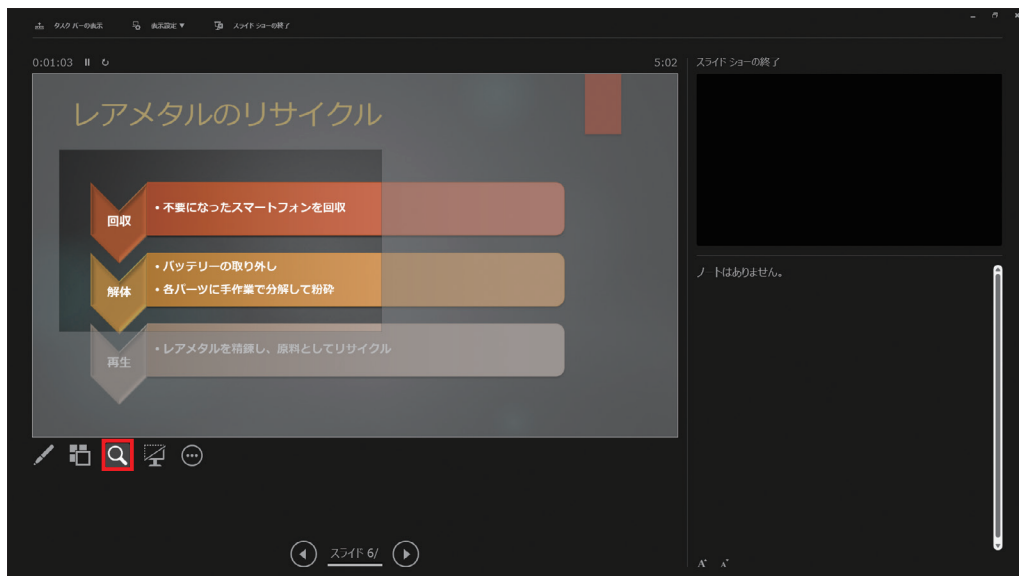 タスク バーの表示 表示設定 ▼ スライド ショーの終了
0:01:03 5:02 スライド ショーの終了
レアメタルのリサイクル
回収
・不要になったスマートフォンを回収
解体
・バッテリーの取り外し
・各パーツに手作業で分解して粉砕
再生
・レアメタルを精錬し、原料としてリサイクル
ノートはありません。
スライド 6/
A A